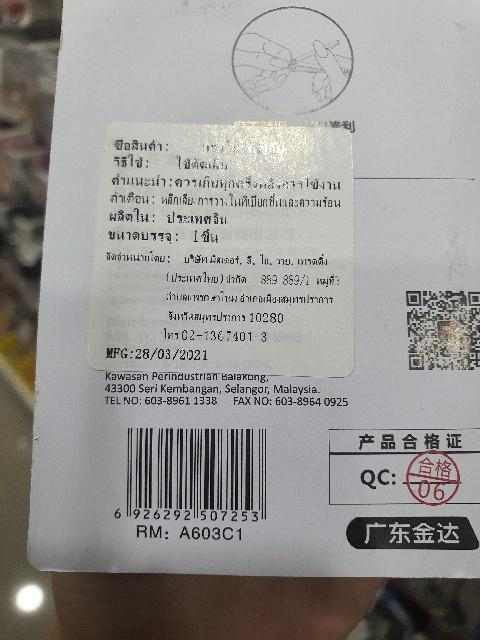 利
ชื่อสินค้า:
วิธีใช้: ใช้ตัดเล็บ
คำแนะนำ:ควรเก็บทุกครั้งหลังการใช้งาน
คำเตือน: หลีกเลี่ยงการวางในที่เปียกชื้นและความร้อน
ผลิตใน: ประเทศจีน
ขนาดบรรจุ: 1ชิ้น
จัดจำหน่ายโดย: บริษัท มิสเตอร์. ดี. ไอ. วาย. เทรดดิ้ง
(ประเทศไทย) จำกัด 889 889/1 หมู่ที่3
ตำบลแพรกษาใหม่ อำเภอเมืองสมุทรปราการ
จังหวัดสมุทรปราการ 10280
โทร 02-1367401-3
MFG:28/03/2021
Kawasan Perindustrian Balakong,
43300 Seri Kembangan, Selangor, Malaysia.
TEL NO: 603-8961 1338 FAX NO: 603-8964 0925
产品合格证
QC: 合格 06
6 926292 507253
RM: A603C1
广东金达